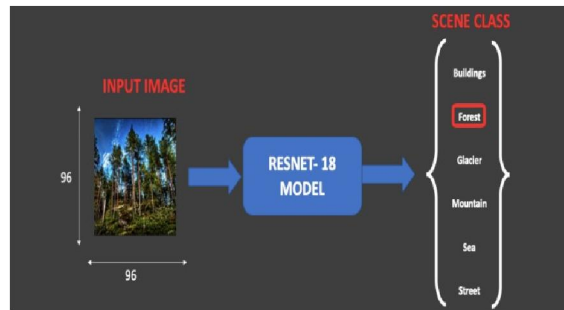 SCENE CLASS
INPUT IMAGE
96
96
RESNET- 18
MODEL
Buildings
Forest
Glacier
Mountain
Sea
Street